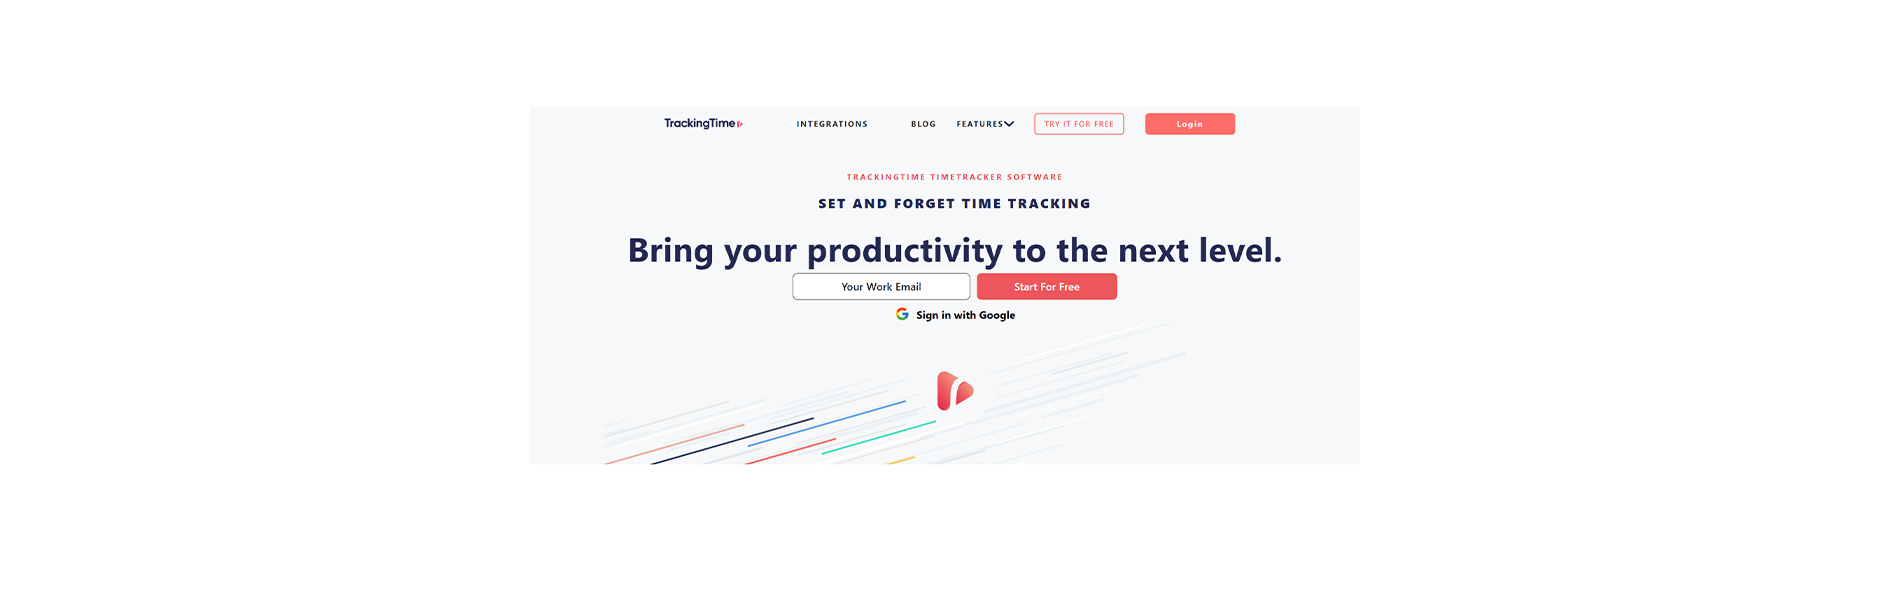 TrackingTime
INTEGRATIONS BLOG FEATURES TRY IT FOR FREE Login
TRACKINGTIME TIMETRACKER SOFTWARE
SET AND FORGET TIME TRACKING
Bring your productivity to the next level.
Your Work Email Start For Free
Sign in with Google